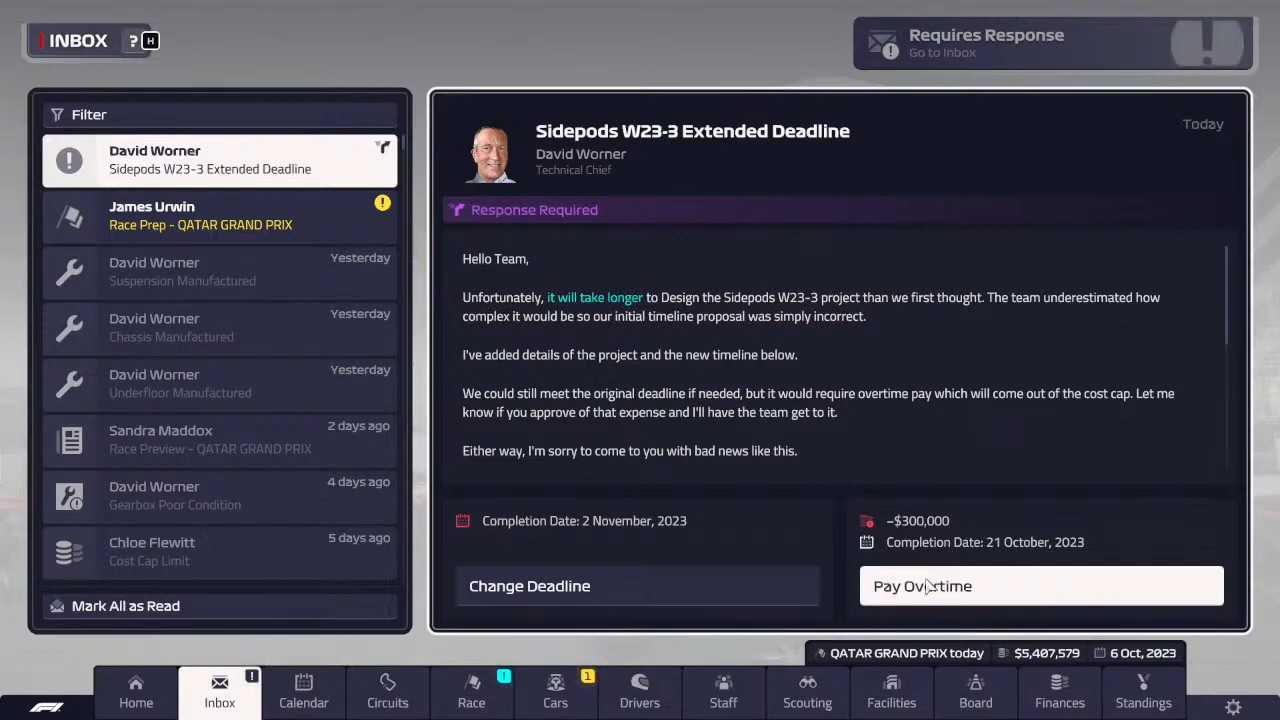 INBOX
? H
Requires Response
Go to Inbox
Filter
David Worner
Sidepods W23-3 Extended Deadline
James Urwin
Race Prep - QATAR GRAND PRIX
David Worner
Yesterday
Suspension Manufactured
David Worner
Yesterday
Chassis Manufactured
David Worner
Yesterday
Underfloor Manufactured
Sandra Maddox
2 days ago
Race Preview - QATAR GRAND PRIX
David Worner
4 days ago
Gearbox Poor Condition
Chloe Flewitt
5 days ago
Cost Cap Limit
Mark All as Read
Sidepods W23-3 Extended Deadline
Today
David Worner
Technical Chief
Response Required
Hello Team,
Unfortunately, it will take longer to Design the Sidepods W23-3 project than we first thought. The team underestimated how
complex it would be so our initial timeline proposal was simply incorrect.
I've added details of the project and the new timeline below.
We could still meet the original deadline if needed, but it would require overtime pay which will come out of the cost cap. Let me
know if you approve of that expense and I'll have the team get to it.
Either way, I'm sorry to come to you with bad news like this.
Completion Date: 2 November, 2023
Change Deadline
-$300,000
Completion Date: 21 October, 2023
Pay Overtime
QATAR GRAND PRIX today
$5,407,579
6 Oct, 2023
Home
Inbox
!
Calendar
Circuits
Race
!
Cars
1
Drivers
Staff
Scouting
Facilities
Board
Finances
Standings